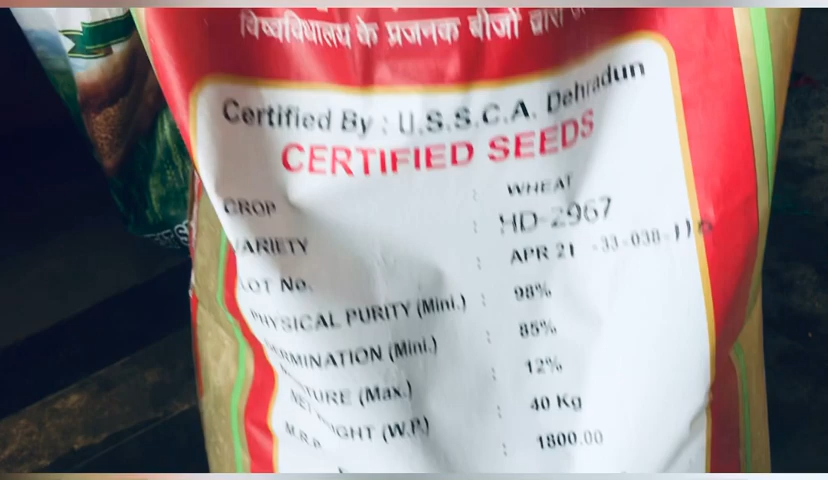 विश्वविद्यालय के प्रजनक बीजों द्वारा
Certified By : U.S.S.C.A. Dehradun
CERTIFIED SEEDS
CROP : WHEAT
VARIETY : HD-2967
LOT No. : APR 21 -33-038-
PHYSICAL PURITY (Mini.) : 98%
GERMINATION (Mini.) : 85%
MOISTURE (Max.) : 12%
NET WEIGHT (W.P.) : 40 Kg
M.R.P. : 1800.00